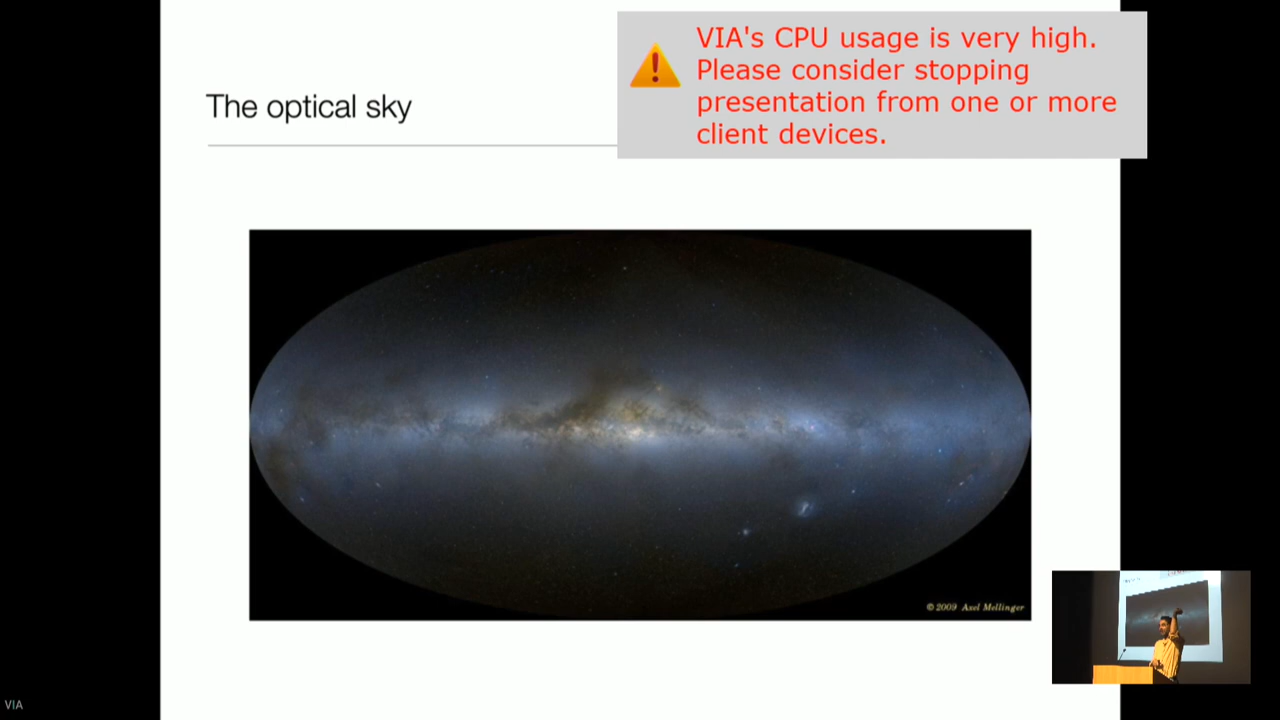 VIA's CPU usage is very high.
Please consider stopping
presentation from one or more
client devices.
The optical sky
©2009 Axel Mellinger
VIA